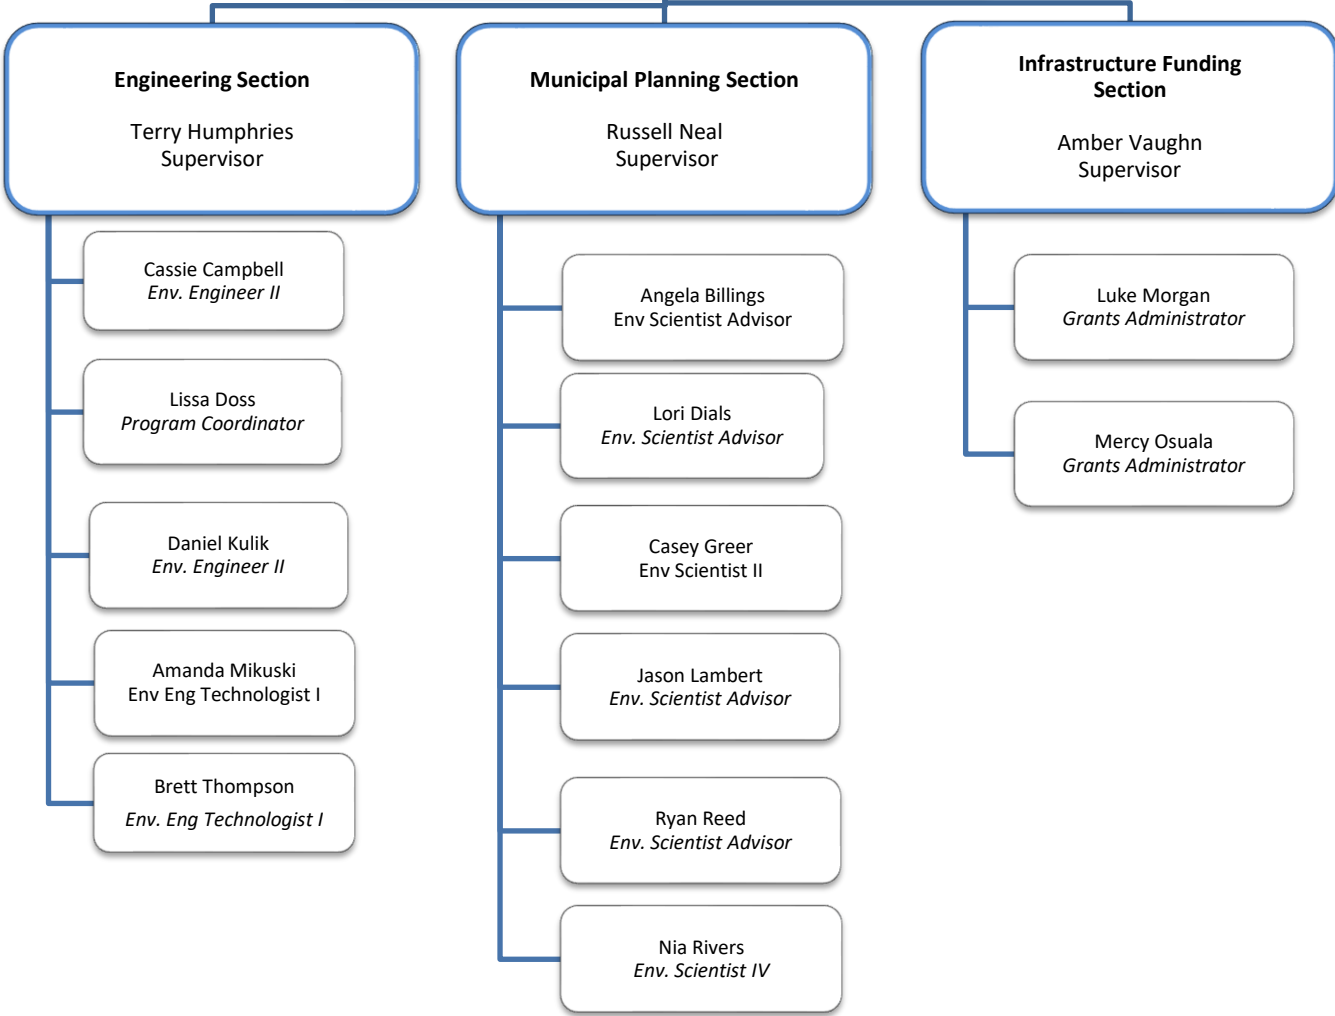 Engineering Section
Terry Humphries
Supervisor
Cassie Campbell
Env. Engineer II
Lissa Doss
Program Coordinator
Daniel Kulik
Env. Engineer II
Amanda Mikuski
Env Eng Technologist I
Brett Thompson
Env. Eng Technologist I
Municipal Planning Section
Russell Neal
Supervisor
Angela Billings
Env Scientist Advisor
Lori Dials
Env. Scientist Advisor
Casey Greer
Env Scientist II
Jason Lambert
Env. Scientist Advisor
Ryan Reed
Env. Scientist Advisor
Nia Rivers
Env. Scientist IV
Infrastructure Funding
Section
Amber Vaughn
Supervisor
Luke Morgan
Grants Administrator
Mercy Osuala
Grants Administrator